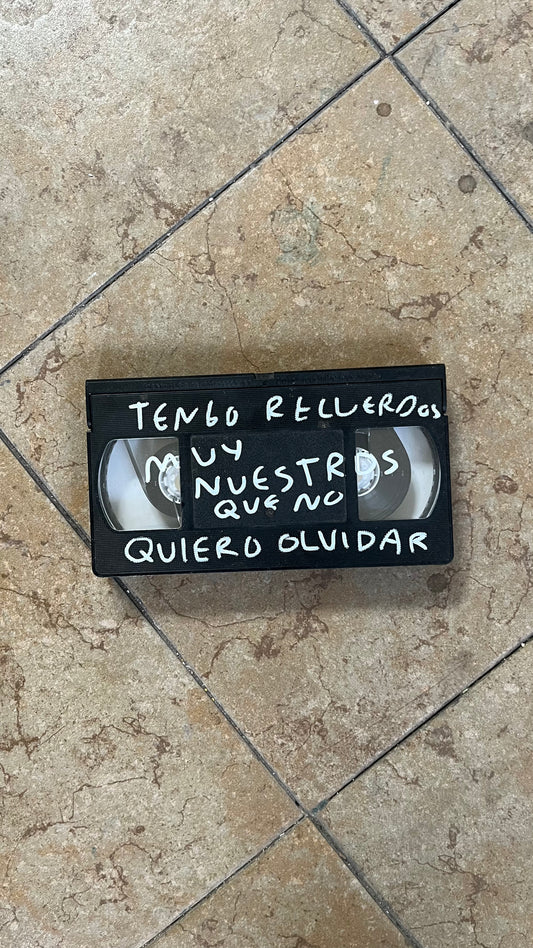 TENGO RECUERDOS
MUY
NUESTROS
QUE NO
QUIERO OLVIDAR